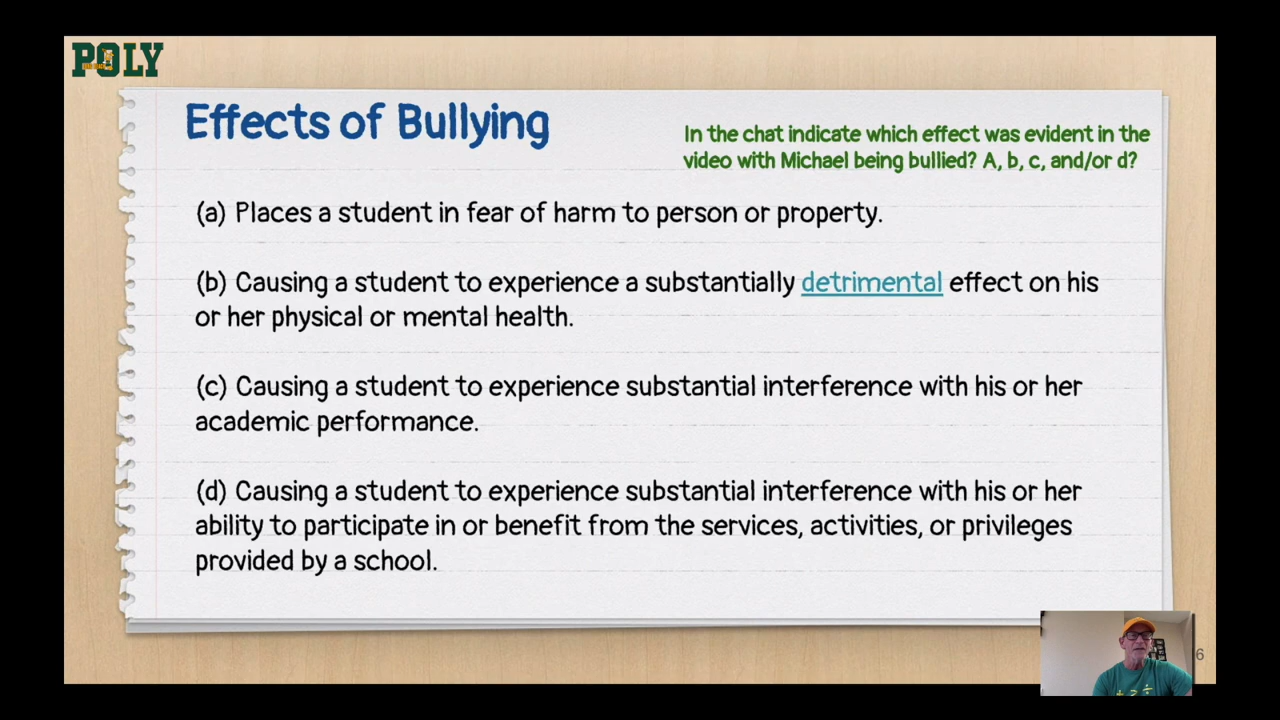 POLY
Effects of Bullying
In the chat indicate which effect was evident in the
video with Michael being bullied? A, b, c, and/or d?
(a) Places a student in fear of harm to person or property.
(b) Causing a student to experience a substantially detrimental effect on his
or her physical or mental health.
(c) Causing a student to experience substantial interference with his or her
academic performance.
(d) Causing a student to experience substantial interference with his or her
ability to participate in or benefit from the services, activities, or privileges
provided by a school.
6